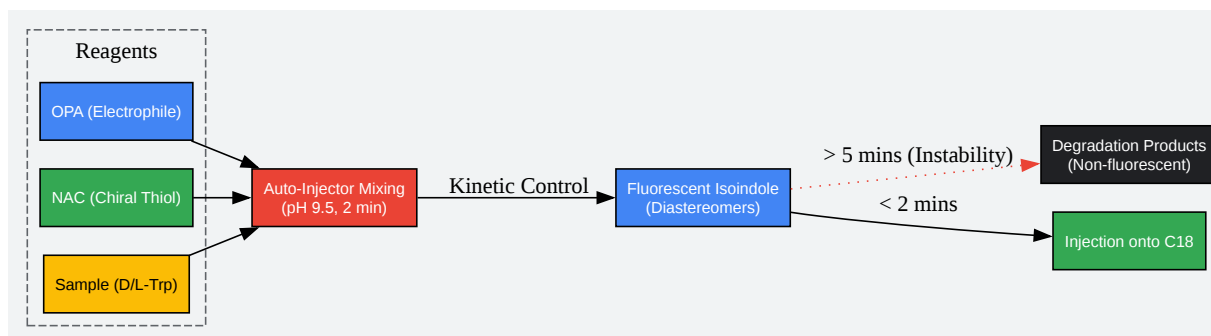 Reagents
OPA (Electrophile)
NAC (Chiral Thiol)
Sample (D/L-Trp)
Auto-Injector Mixing
(pH 9.5, 2 min)
Kinetic Control
Fluorescent Isoindole
(Diastereomers)
> 5 mins (Instability)
< 2 mins
Degradation Products
(Non-fluorescent)
Injection onto C18